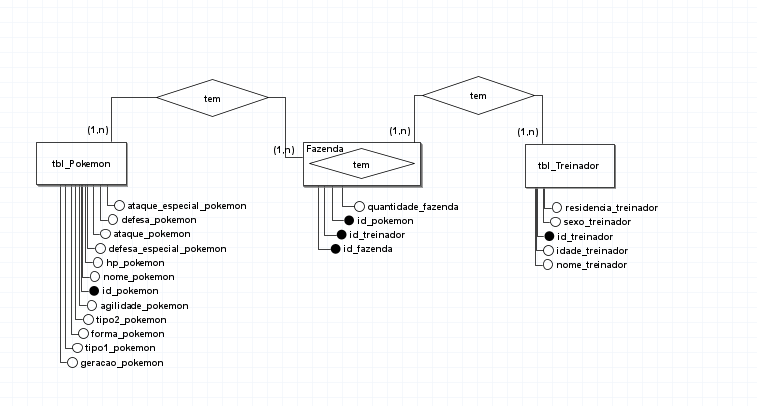 tem
tem
(1,n)
(1,n)
(1,n)
(1,n)
tbl_Pokemon
Fazenda
tem
tbl_Treinador
ataque_especial_pokemon
defesa_pokemon
ataque_pokemon
defesa_especial_pokemon
hp_pokemon
nome_pokemon
id_pokemon
agilidade_pokemon
tipo2_pokemon
forma_pokemon
tipo1_pokemon
geracao_pokemon
quantidade_fazenda
id_pokemon
id_treinador
id_fazenda
residencia_treinador
sexo_treinador
id_treinador
idade_treinador
nome_treinador